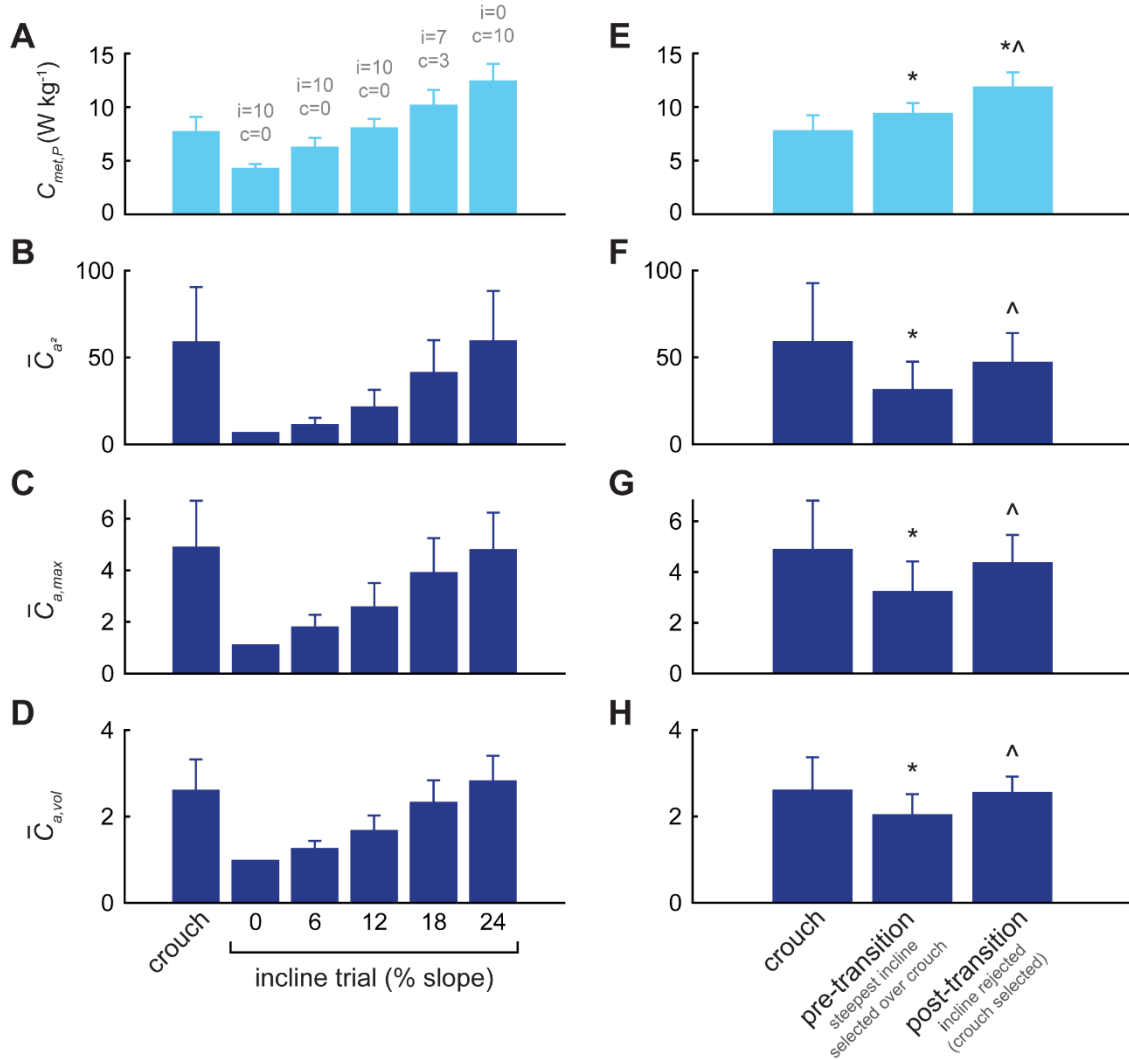 A
C_met,P (W kg⁻¹)
15
10
5
0
i=10
c=0
i=10
c=0
i=10
c=0
i=7
c=3
i=0
c=10
E
15
10
5
0
*
*^
B
C̅_a²
100
50
0
F
100
50
0
*
^
C
C̅_a,max
6
4
2
0
G
6
4
2
0
*
^
D
C̅_a,vol
4
2
0
crouch
0 6 12 18 24
incline trial (% slope)
H
4
2
0
*
^
crouch
pre-transition
steepest incline
selected over crouch
post-transition
incline rejected
(crouch selected)